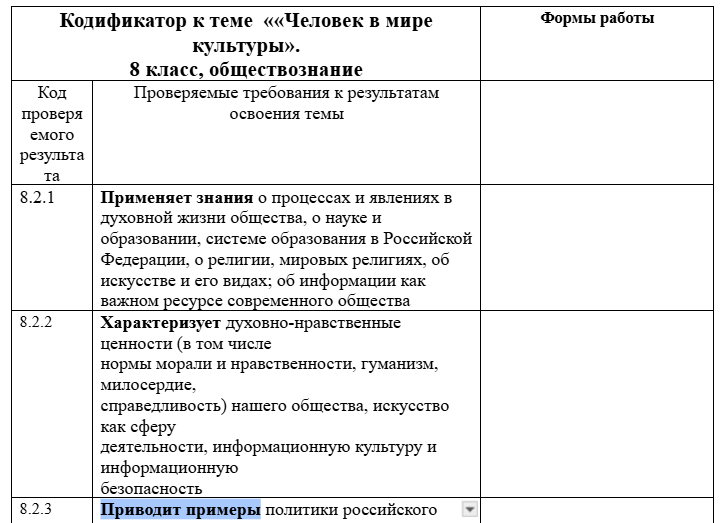 Кодификатор к теме ««Человек в мире
культуры».
8 класс, обществознание
Формы работы
Код
проверя
емого
результа
та
Проверяемые требования к результатам
освоения темы
8.2.1
Применяет знания о процессах и явлениях в
духовной жизни общества, о науке и
образовании, системе образования в Российской
Федерации, о религии, мировых религиях, об
искусстве и его видах; об информации как
важном ресурсе современного общества
8.2.2
Характеризует духовно-нравственные
ценности (в том числе
нормы морали и нравственности, гуманизм,
милосердие,
справедливость) нашего общества, искусство
как сферу
деятельности, информационную культуру и
информационную
безопасность
8.2.3
Приводит примеры политики российского